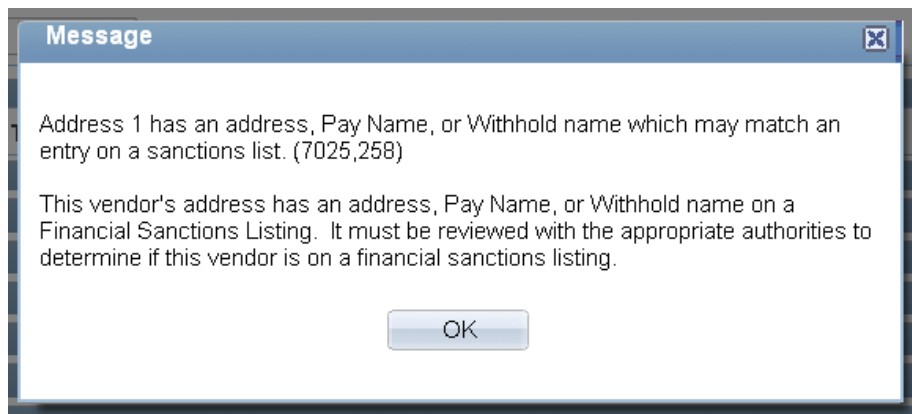 Message
Address 1 has an address, Pay Name, or Withhold name which may match an
entry on a sanctions list. (7025,258)
This vendor's address has an address, Pay Name, or Withhold name on a
Financial Sanctions Listing.  It must be reviewed with the appropriate authorities to
determine if this vendor is on a financial sanctions listing.
OK